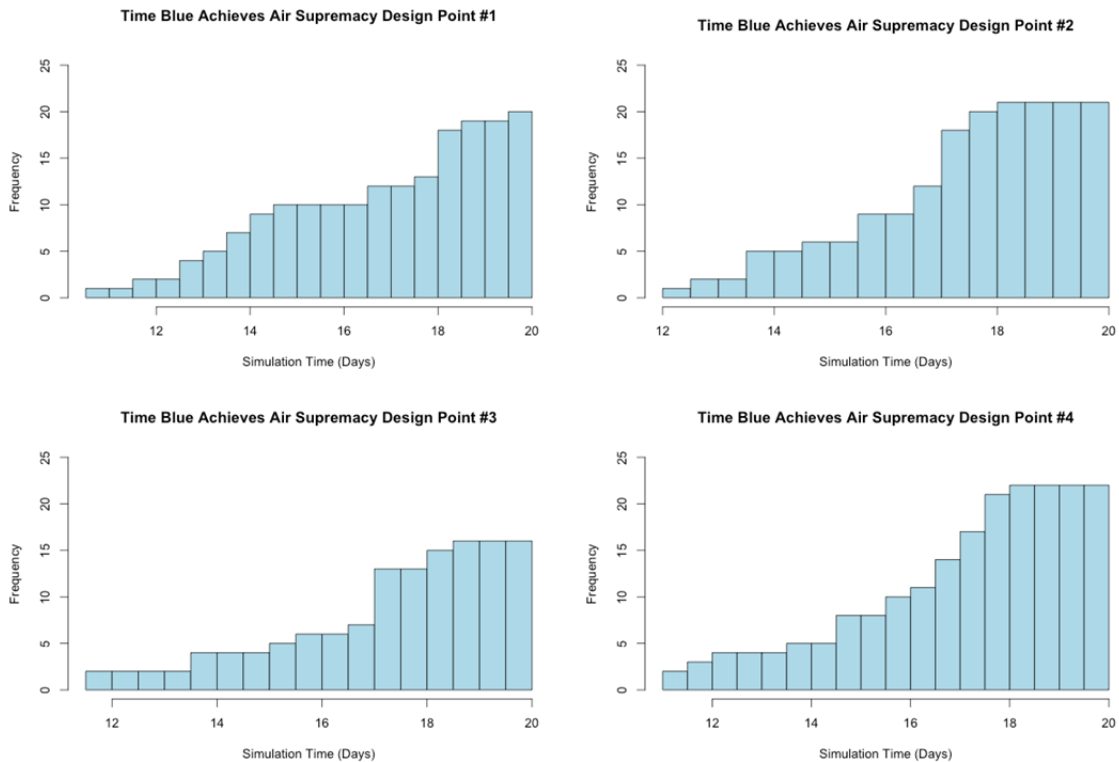 Time Blue Achieves Air Supremacy Design Point #1
25
20
15
10
5
0
Frequency
12 14 16 18 20
Simulation Time (Days)
Time Blue Achieves Air Supremacy Design Point #2
25
20
15
10
5
0
Frequency
12 14 16 18 20
Simulation Time (Days)
Time Blue Achieves Air Supremacy Design Point #3
25
20
15
10
5
0
Frequency
12 14 16 18 20
Simulation Time (Days)
Time Blue Achieves Air Supremacy Design Point #4
25
20
15
10
5
0
Frequency
12 14 16 18 20
Simulation Time (Days)